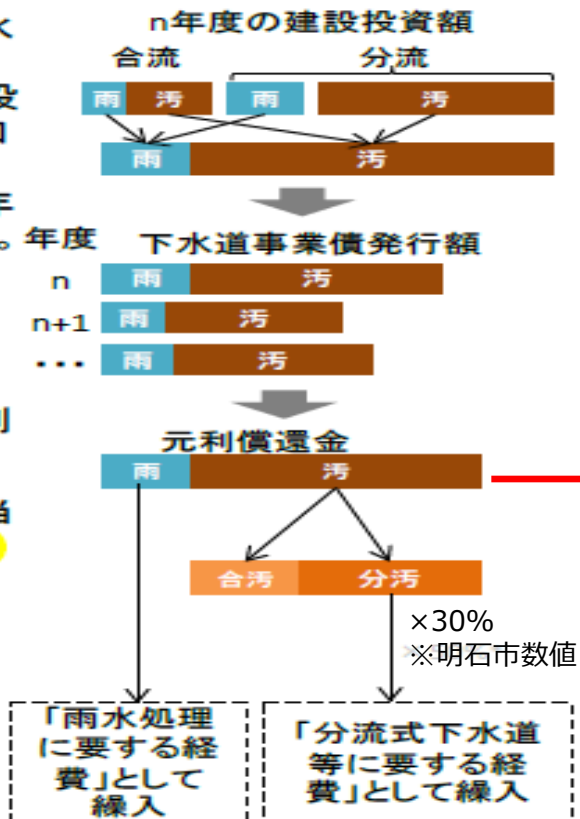 n年度の建設投資額
合流 分流
雨 汚 雨 汚
雨 汚
年度 下水道事業債発行額
n 雨 汚
n+1 雨 汚
・・・ 雨 汚
元利償還金
雨 汚
合汚 分汚
×30%
※明石市数値
「雨水処理
に要する経
費」として
繰入
「分流式下水道
等に要する経
費」として繰入